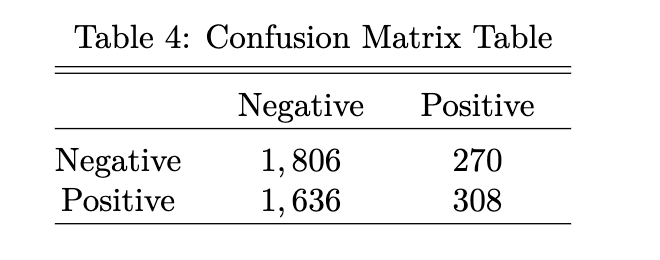 Table 4: Confusion Matrix Table
Negative Positive
Negative 1,806 270
Positive 1,636 308